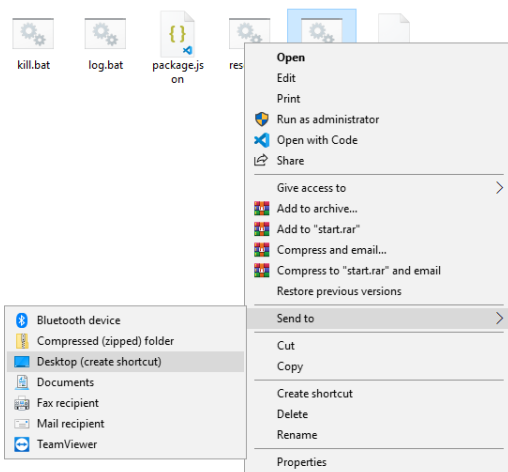 kill.bat
log.bat
package.js
on
res
Open
Edit
Print
Run as administrator
Open with Code
Share
Give access to
Add to archive...
Add to "start.rar"
Compress and email...
Compress to "start.rar" and email
Restore previous versions
Send to
Cut
Copy
Create shortcut
Delete
Rename
Properties
Bluetooth device
Compressed (zipped) folder
Desktop (create shortcut)
Documents
Fax recipient
Mail recipient
TeamViewer